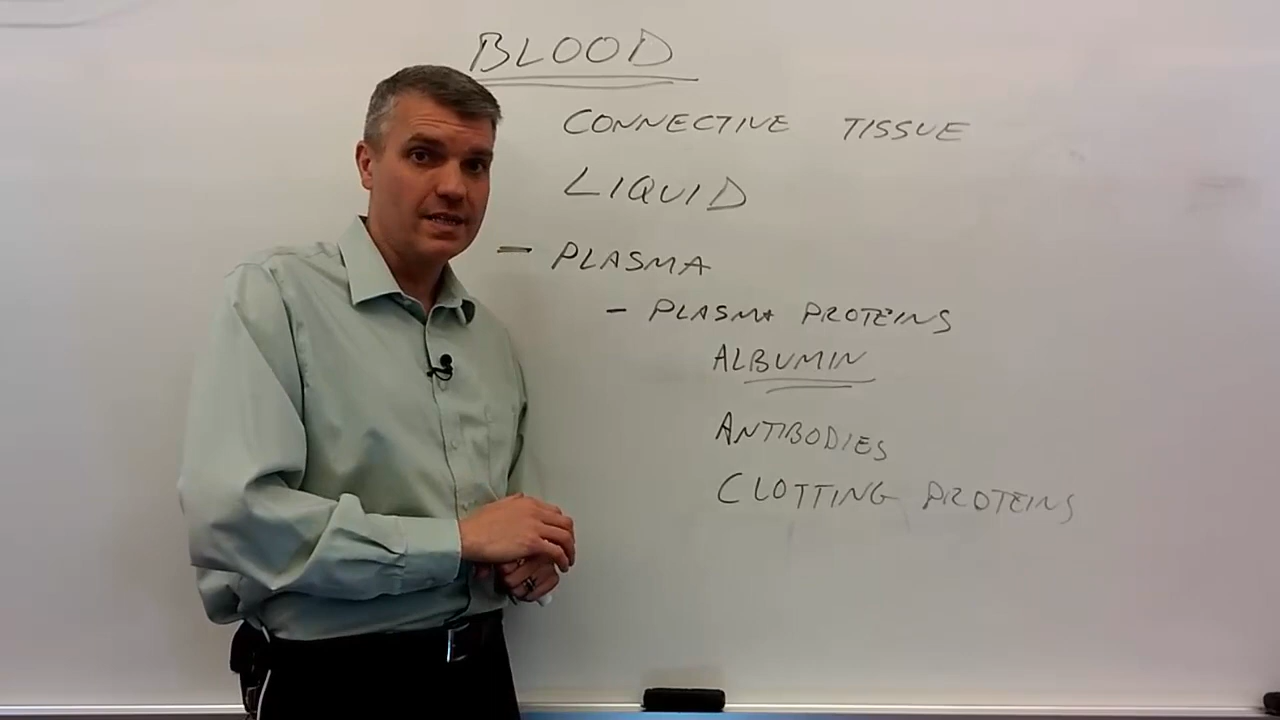 BLOOD
CONNECTIVE TISSUE
LIQUID
- PLASMA
- PLASMA PROTEINS
ALBUMIN
ANTIBODIES
CLOTTING PROTEINS